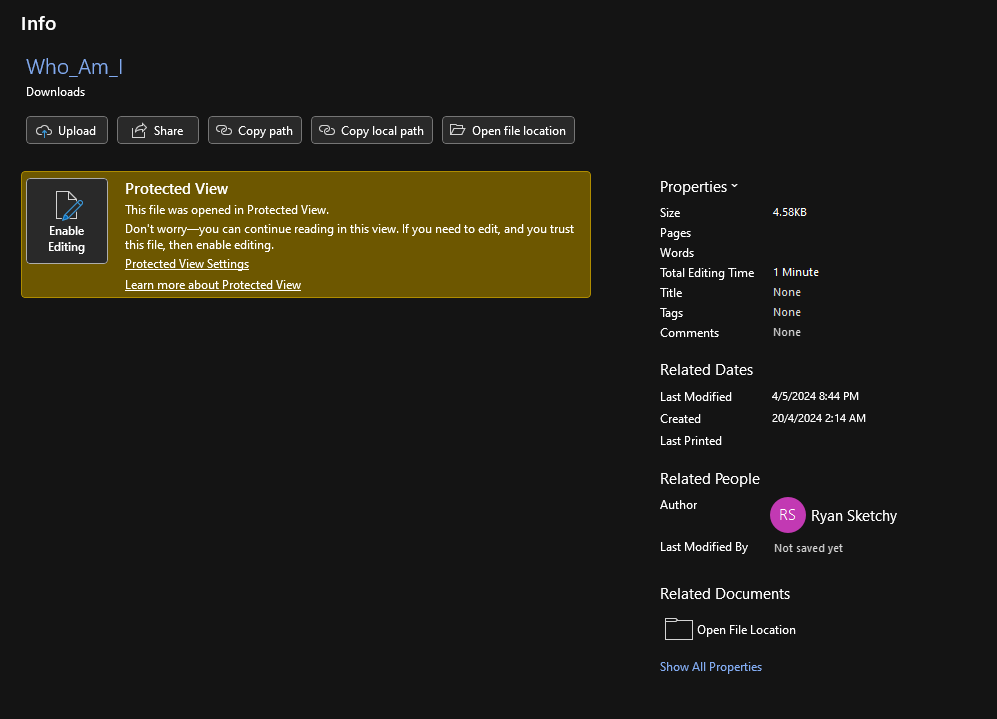 Info
Who_Am_I
Downloads
Upload Share Copy path Copy local path Open file location
Enable
Editing
Protected View
This file was opened in Protected View.
Don't worry—you can continue reading in this view. If you need to edit, and you trust
this file, then enable editing.
Protected View Settings
Learn more about Protected View
Properties
Size 4.58KB
Pages
Words
Total Editing Time 1 Minute
Title None
Tags None
Comments None
Related Dates
Last Modified 4/5/2024 8:44 PM
Created 20/4/2024 2:14 AM
Last Printed
Related People
Author RS Ryan Sketchy
Last Modified By Not saved yet
Related Documents
Open File Location
Show All Properties